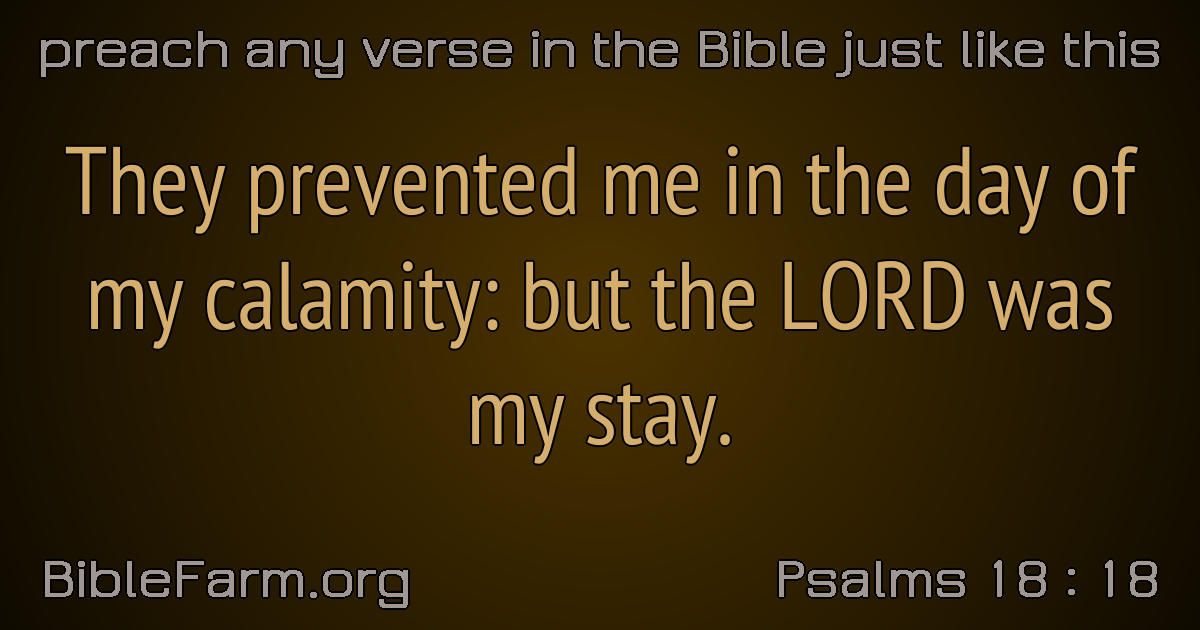 preach any verse in the Bible just like this
They prevented me in the day of
my calamity: but the LORD was
my stay.
BibleFarm.org
Psalms 18 : 18